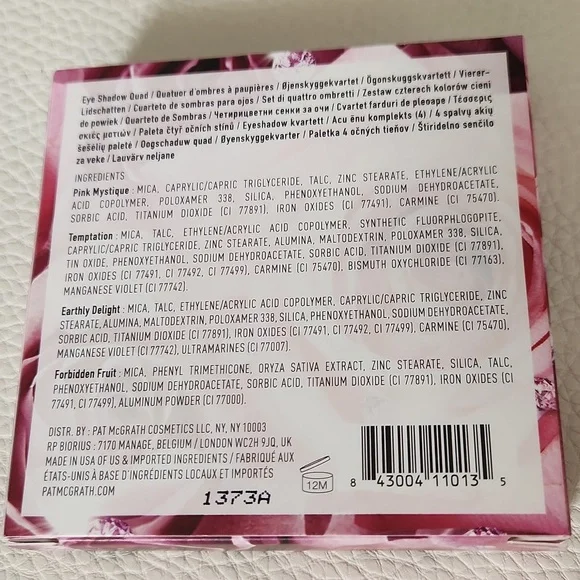 Eye Shadow Quad / Quatuor d'ombres à paupières / Øjenskyggekvartet / Ögonskuggskvartett / Vierer-
Lidschatten / Cuarteto de sombras para ojos / Set di quattro ombretti / Zestaw czterech kolorów cieni
do powiek / Quarteto de Sombras / Четирицветни сенки за очи / Cvartet farduri de pleoape / Τέσσερις
σκιές ματιών / Paleta čtyř očních stínů / Eyeshadow kvartett / Acu ēnu komplekts (4) / 4 spalvų akių
šešėlių paletė / Oogschaduw quad / Øyenskyggekvarter / Paletka 4 očných tieňov / Štiridelno senčilo
za veke / Lauvärv neljane
INGREDIENTS
Pink Mystique : MICA, CAPRYLIC/CAPRIC TRIGLYCERIDE, TALC, ZINC STEARATE, ETHYLENE/ACRYLIC
ACID COPOLYMER, POLOXAMER 338, SILICA, PHENOXYETHANOL, SODIUM DEHYDROACETATE,
SORBIC ACID, TITANIUM DIOXIDE (CI 77891), IRON OXIDES (CI 77491), CARMINE (CI 75470).
Temptation : MICA, TALC, ETHYLENE/ACRYLIC ACID COPOLYMER, SYNTHETIC FLUORPHLOGOPITE,
CAPRYLIC/CAPRIC TRIGLYCERIDE, ZINC STEARATE, ALUMINA, MALTODEXTRIN, POLOXAMER 338, SILICA,
TIN OXIDE, PHENOXYETHANOL, SODIUM DEHYDROACETATE, SORBIC ACID, TITANIUM DIOXIDE (CI 77891),
IRON OXIDES (CI 77491, CI 77492, CI 77499), CARMINE (CI 75470), BISMUTH OXYCHLORIDE (CI 77163),
MANGANESE VIOLET (CI 77742).
Earthly Delight : MICA, TALC, ETHYLENE/ACRYLIC ACID COPOLYMER, CAPRYLIC/CAPRIC TRIGLYCERIDE, ZINC
STEARATE, ALUMINA, MALTODEXTRIN, POLOXAMER 338, SILICA, PHENOXYETHANOL, SODIUM DEHYDROACETATE,
SORBIC ACID, TITANIUM DIOXIDE (CI 77891), IRON OXIDES (CI 77491, CI 77492, CI 77499), CARMINE (CI 75470),
MANGANESE VIOLET (CI 77742), ULTRAMARINES (CI 77007).
Forbidden Fruit : MICA, PHENYL TRIMETHICONE, ORYZA SATIVA EXTRACT, ZINC STEARATE, SILICA, TALC,
PHENOXYETHANOL, SODIUM DEHYDROACETATE, SORBIC ACID, TITANIUM DIOXIDE (CI 77891), IRON OXIDES (CI
77491, CI 77499), ALUMINUM POWDER (CI 77000).
DISTR. BY : PAT McGRATH COSMETICS LLC, NY, NY 10003
RP BIORIUS : 7170 MANAGE, BELGIUM / LONDON WC2H 9JQ, UK
MADE IN USA OF US & IMPORTED INGREDIENTS / FABRIQUÉ AUX
ÉTATS-UNIS À BASE D'INGRÉDIENTS LOCAUX ET IMPORTÉS
PATMCGRATH.COM
1373A
12M
8 43004 11013 5